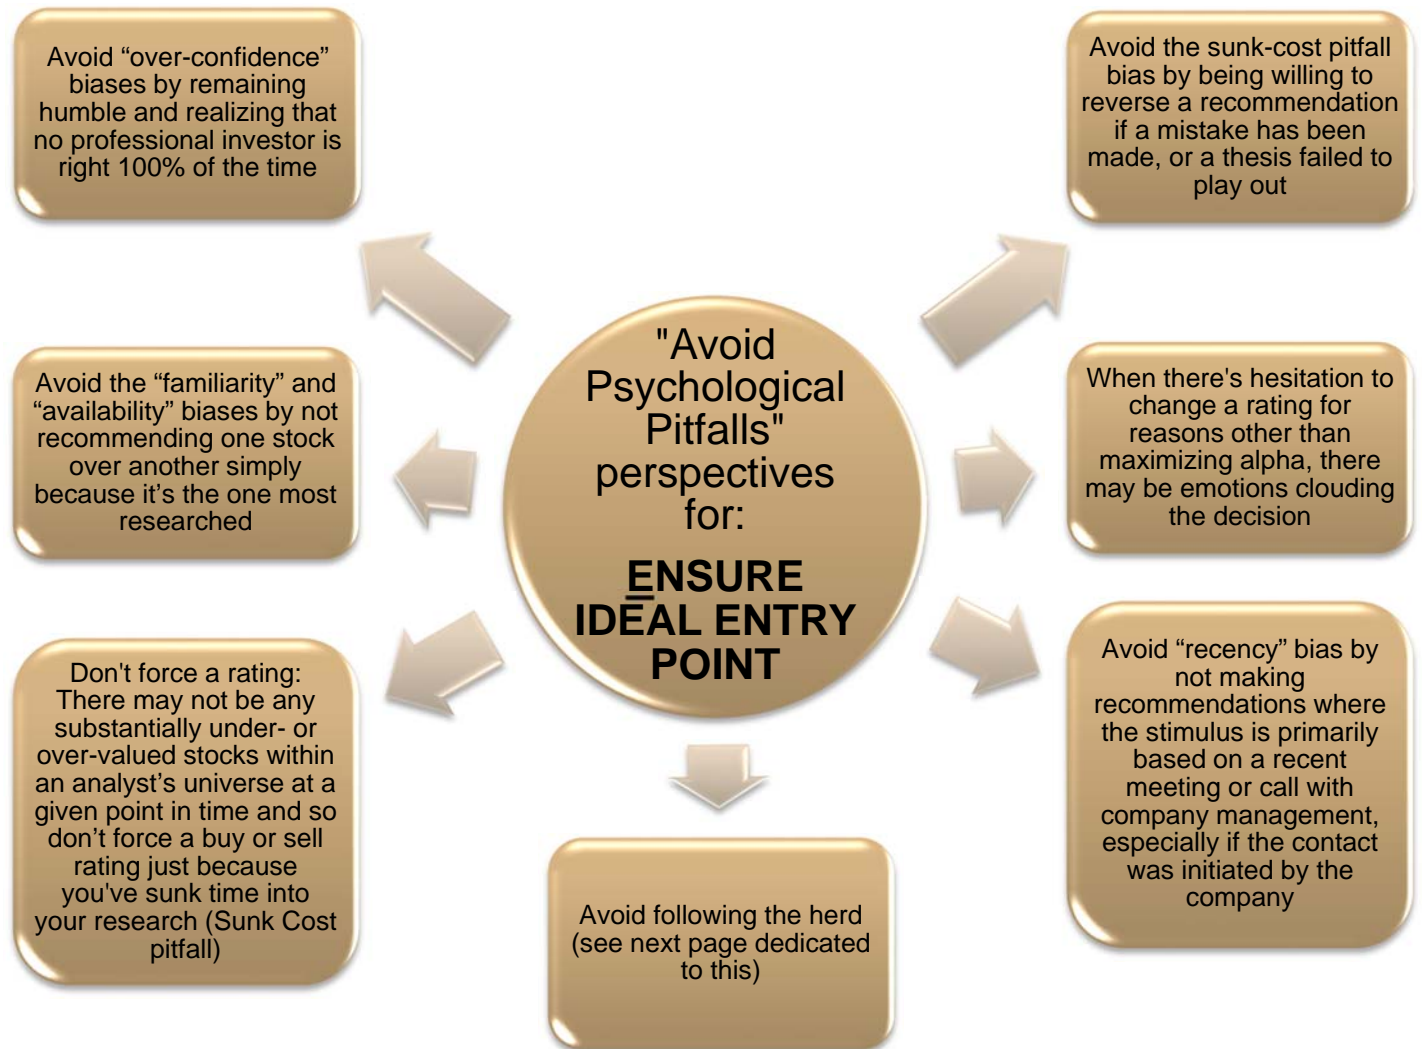 Avoid “over-confidence”
biases by remaining
humble and realizing that
no professional investor is
right 100% of the time
Avoid the sunk-cost pitfall
bias by being willing to
reverse a recommendation
if a mistake has been
made, or a thesis failed to
play out
"Avoid
Psychological
Pitfalls"
perspectives
for:
ENSURE
IDEAL ENTRY
POINT
Avoid the “familiarity” and
“availability” biases by not
recommending one stock
over another simply
because it’s the one most
researched
When there's hesitation to
change a rating for
reasons other than
maximizing alpha, there
may be emotions clouding
the decision
Don't force a rating:
There may not be any
substantially under- or
over-valued stocks within
an analyst’s universe at a
given point in time and so
don’t force a buy or sell
rating just because
you've sunk time into
your research (Sunk Cost
pitfall)
Avoid “recency” bias by
not making
recommendations where
the stimulus is primarily
based on a recent
meeting or call with
company management,
especially if the contact
was initiated by the
company
Avoid following the herd
(see next page dedicated
to this)